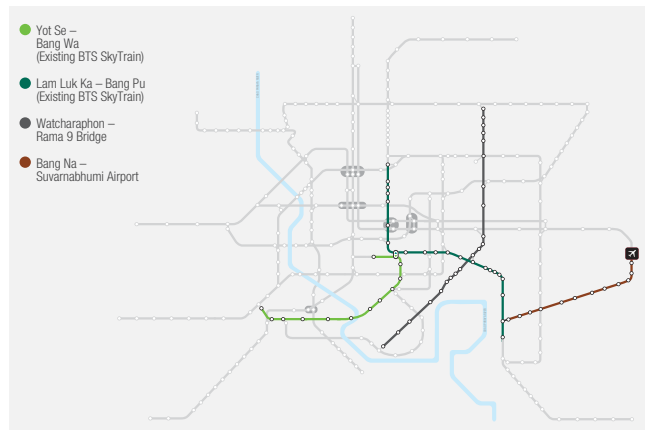 Yot Se –
Bang Wa
(Existing BTS SkyTrain)
Lam Luk Ka – Bang Pu
(Existing BTS SkyTrain)
Watcharaphon –
Rama 9 Bridge
Bang Na –
Suvarnabhumi Airport